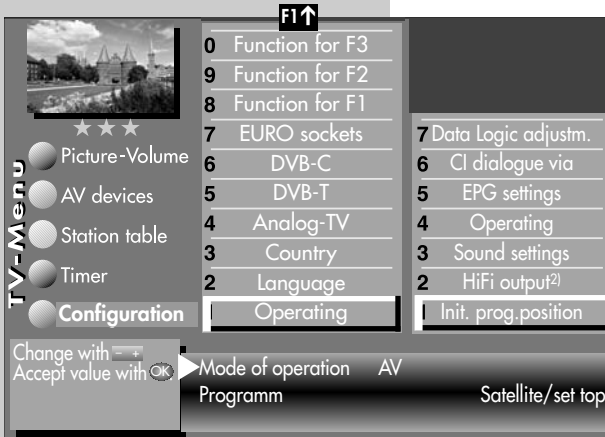 F1↑
0 Function for F3
9 Function for F2
8 Function for F1
7 EURO sockets
6 DVB-C
5 DVB-T
4 Analog-TV
3 Country
2 Language
1 Operating
7 Data Logic adjustm.
6 CI dialogue via
5 EPG settings
4 Operating
3 Sound settings
2 HiFi output2)
1 Init. prog.position
TV-Menu
Picture-Volume
AV devices
Station table
Timer
Configuration
Change with - +
Accept value with OK
Mode of operation AV
Programm Satellite/set top